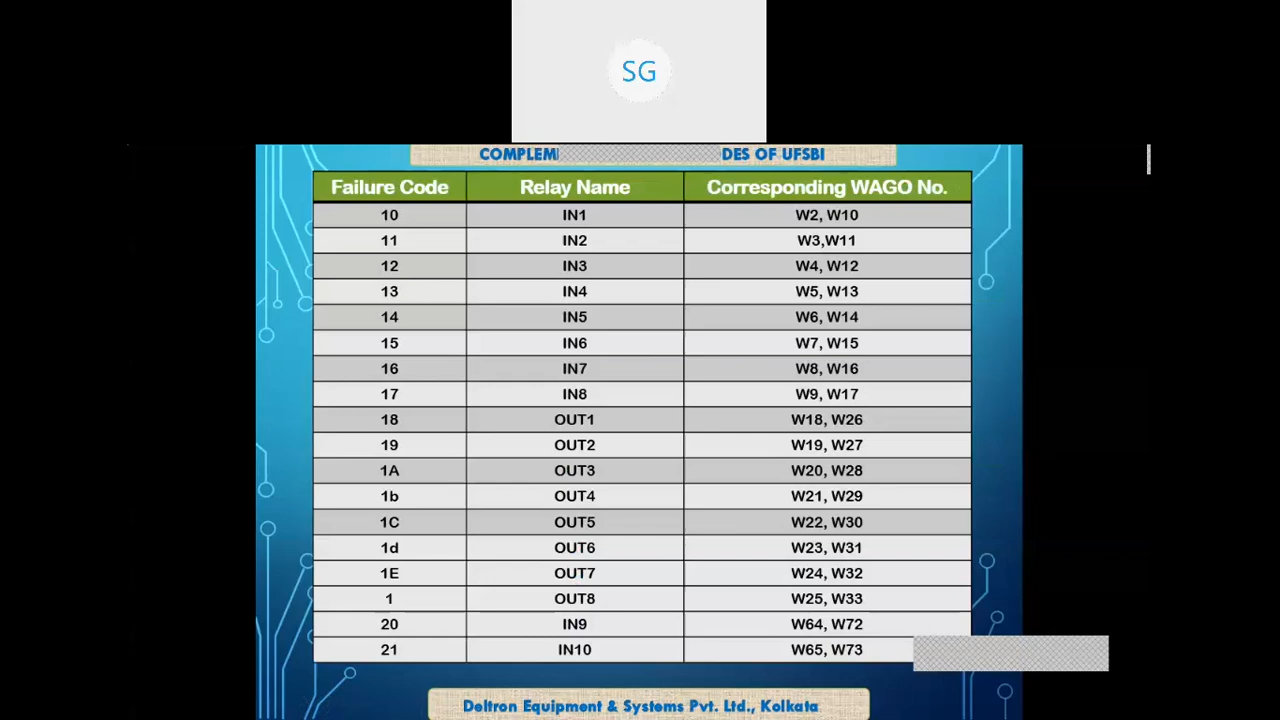 SG
COMPLEM DES OF UFSBI
Failure Code Relay Name Corresponding WAGO No.
10 IN1 W2, W10
11 IN2 W3,W11
12 IN3 W4, W12
13 IN4 W5, W13
14 IN5 W6, W14
15 IN6 W7, W15
16 IN7 W8, W16
17 IN8 W9, W17
18 OUT1 W18, W26
19 OUT2 W19, W27
1A OUT3 W20, W28
1b OUT4 W21, W29
1C OUT5 W22, W30
1d OUT6 W23, W31
1E OUT7 W24, W32
1 OUT8 W25, W33
20 IN9 W64, W72
21 IN10 W65, W73
Deltron Equipment & Systems Pvt. Ltd., Kolkata